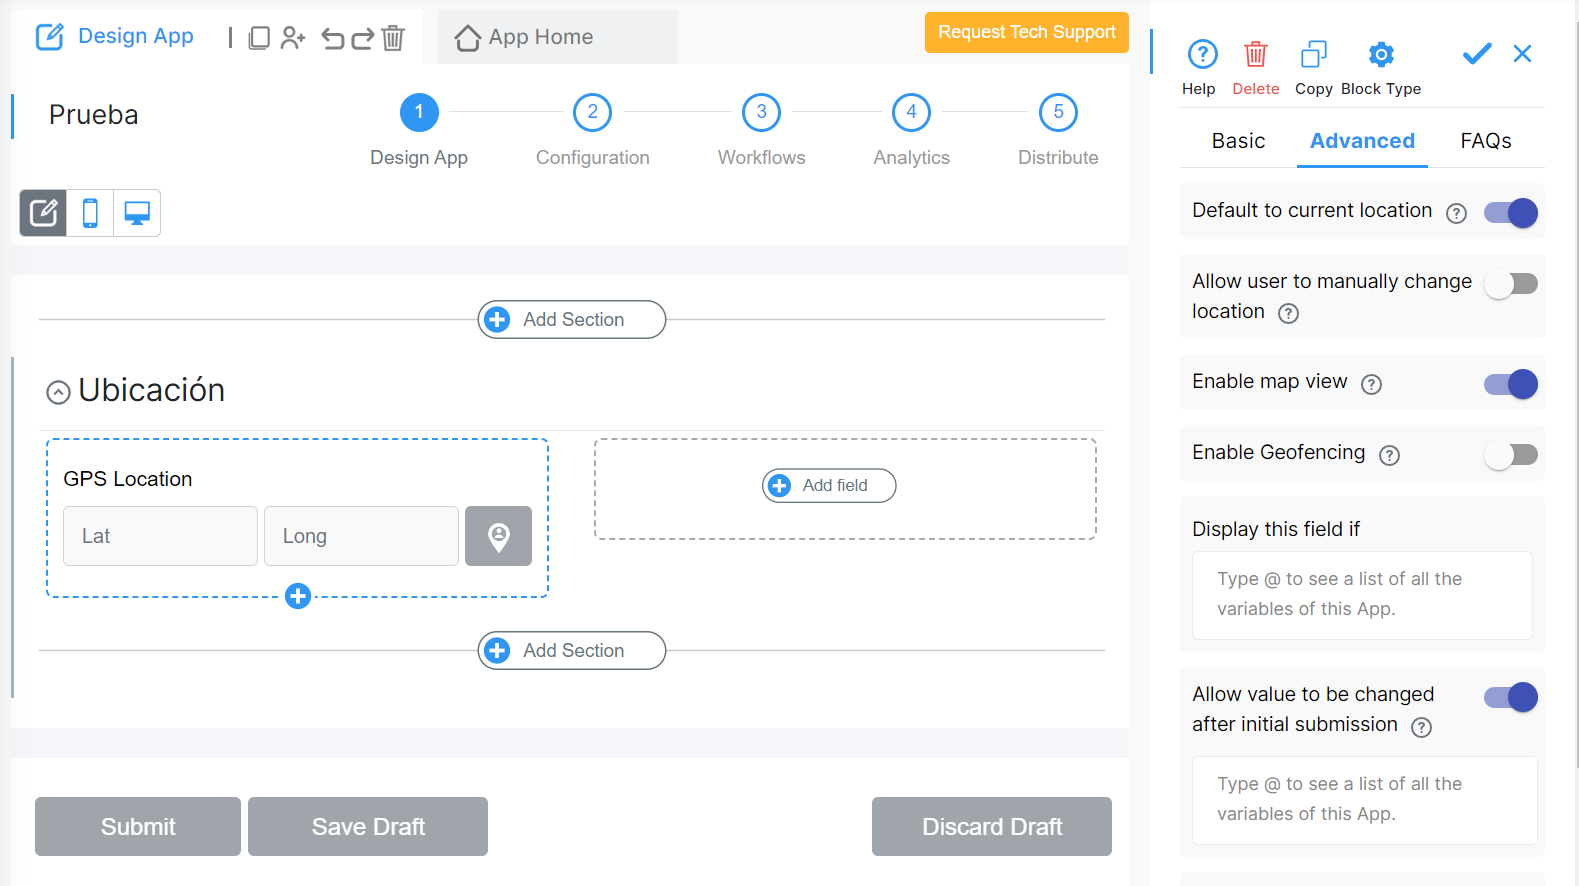 Design App
App Home
Request Tech Support
Prueba
1
2
3
4
5
Design App
Configuration
Workflows
Analytics
Distribute
Add Section
Ubicación
GPS Location
Lat
Long
Add field
Add Section
Submit
Save Draft
Discard Draft
Help
Delete
Copy
Block Type
Basic
Advanced
FAQs
Default to current location ?
Allow user to manually change
location ?
Enable map view ?
Enable Geofencing ?
Display this field if
Type @ to see a list of all the
variables of this App.
Allow value to be changed
after initial submission ?
Type @ to see a list of all the
variables of this App.